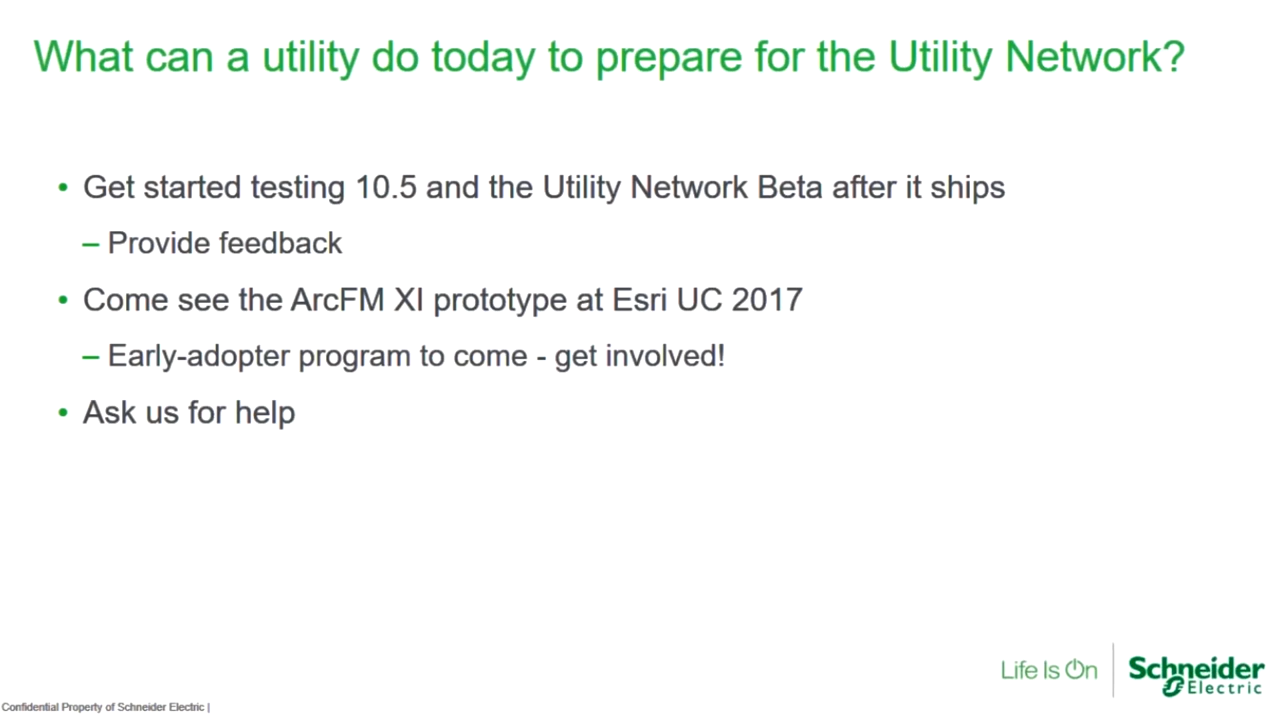 What can a utility do today to prepare for the Utility Network?
• Get started testing 10.5 and the Utility Network Beta after it ships
– Provide feedback
• Come see the ArcFM XI prototype at Esri UC 2017
– Early-adopter program to come - get involved!
• Ask us for help
Life Is On
Schneider
Electric
Confidential Property of Schneider Electric |